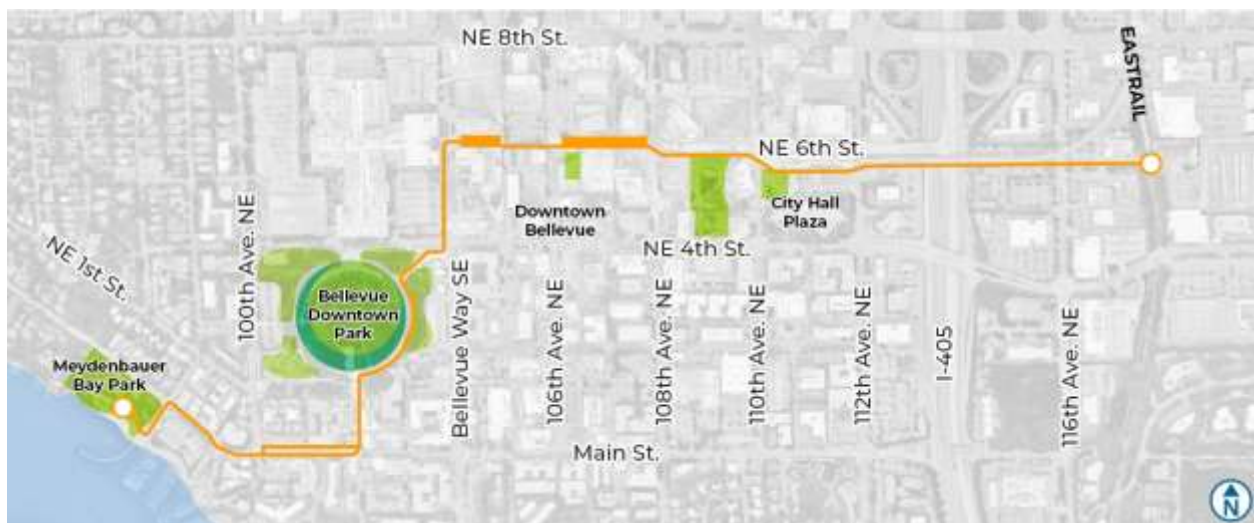 NE 8th St.
EASTRAIL
NE 6th St.
Downtown
Bellevue
City Hall
Plaza
100th Ave. NE
NE 1st St.
NE 4th St.
Bellevue
Downtown
Park
Bellevue Way SE
106th Ave. NE
108th Ave. NE
110th Ave. NE
112th Ave. NE
I-405
116th Ave. NE
Meydenbauer
Bay Park
Main St.
N